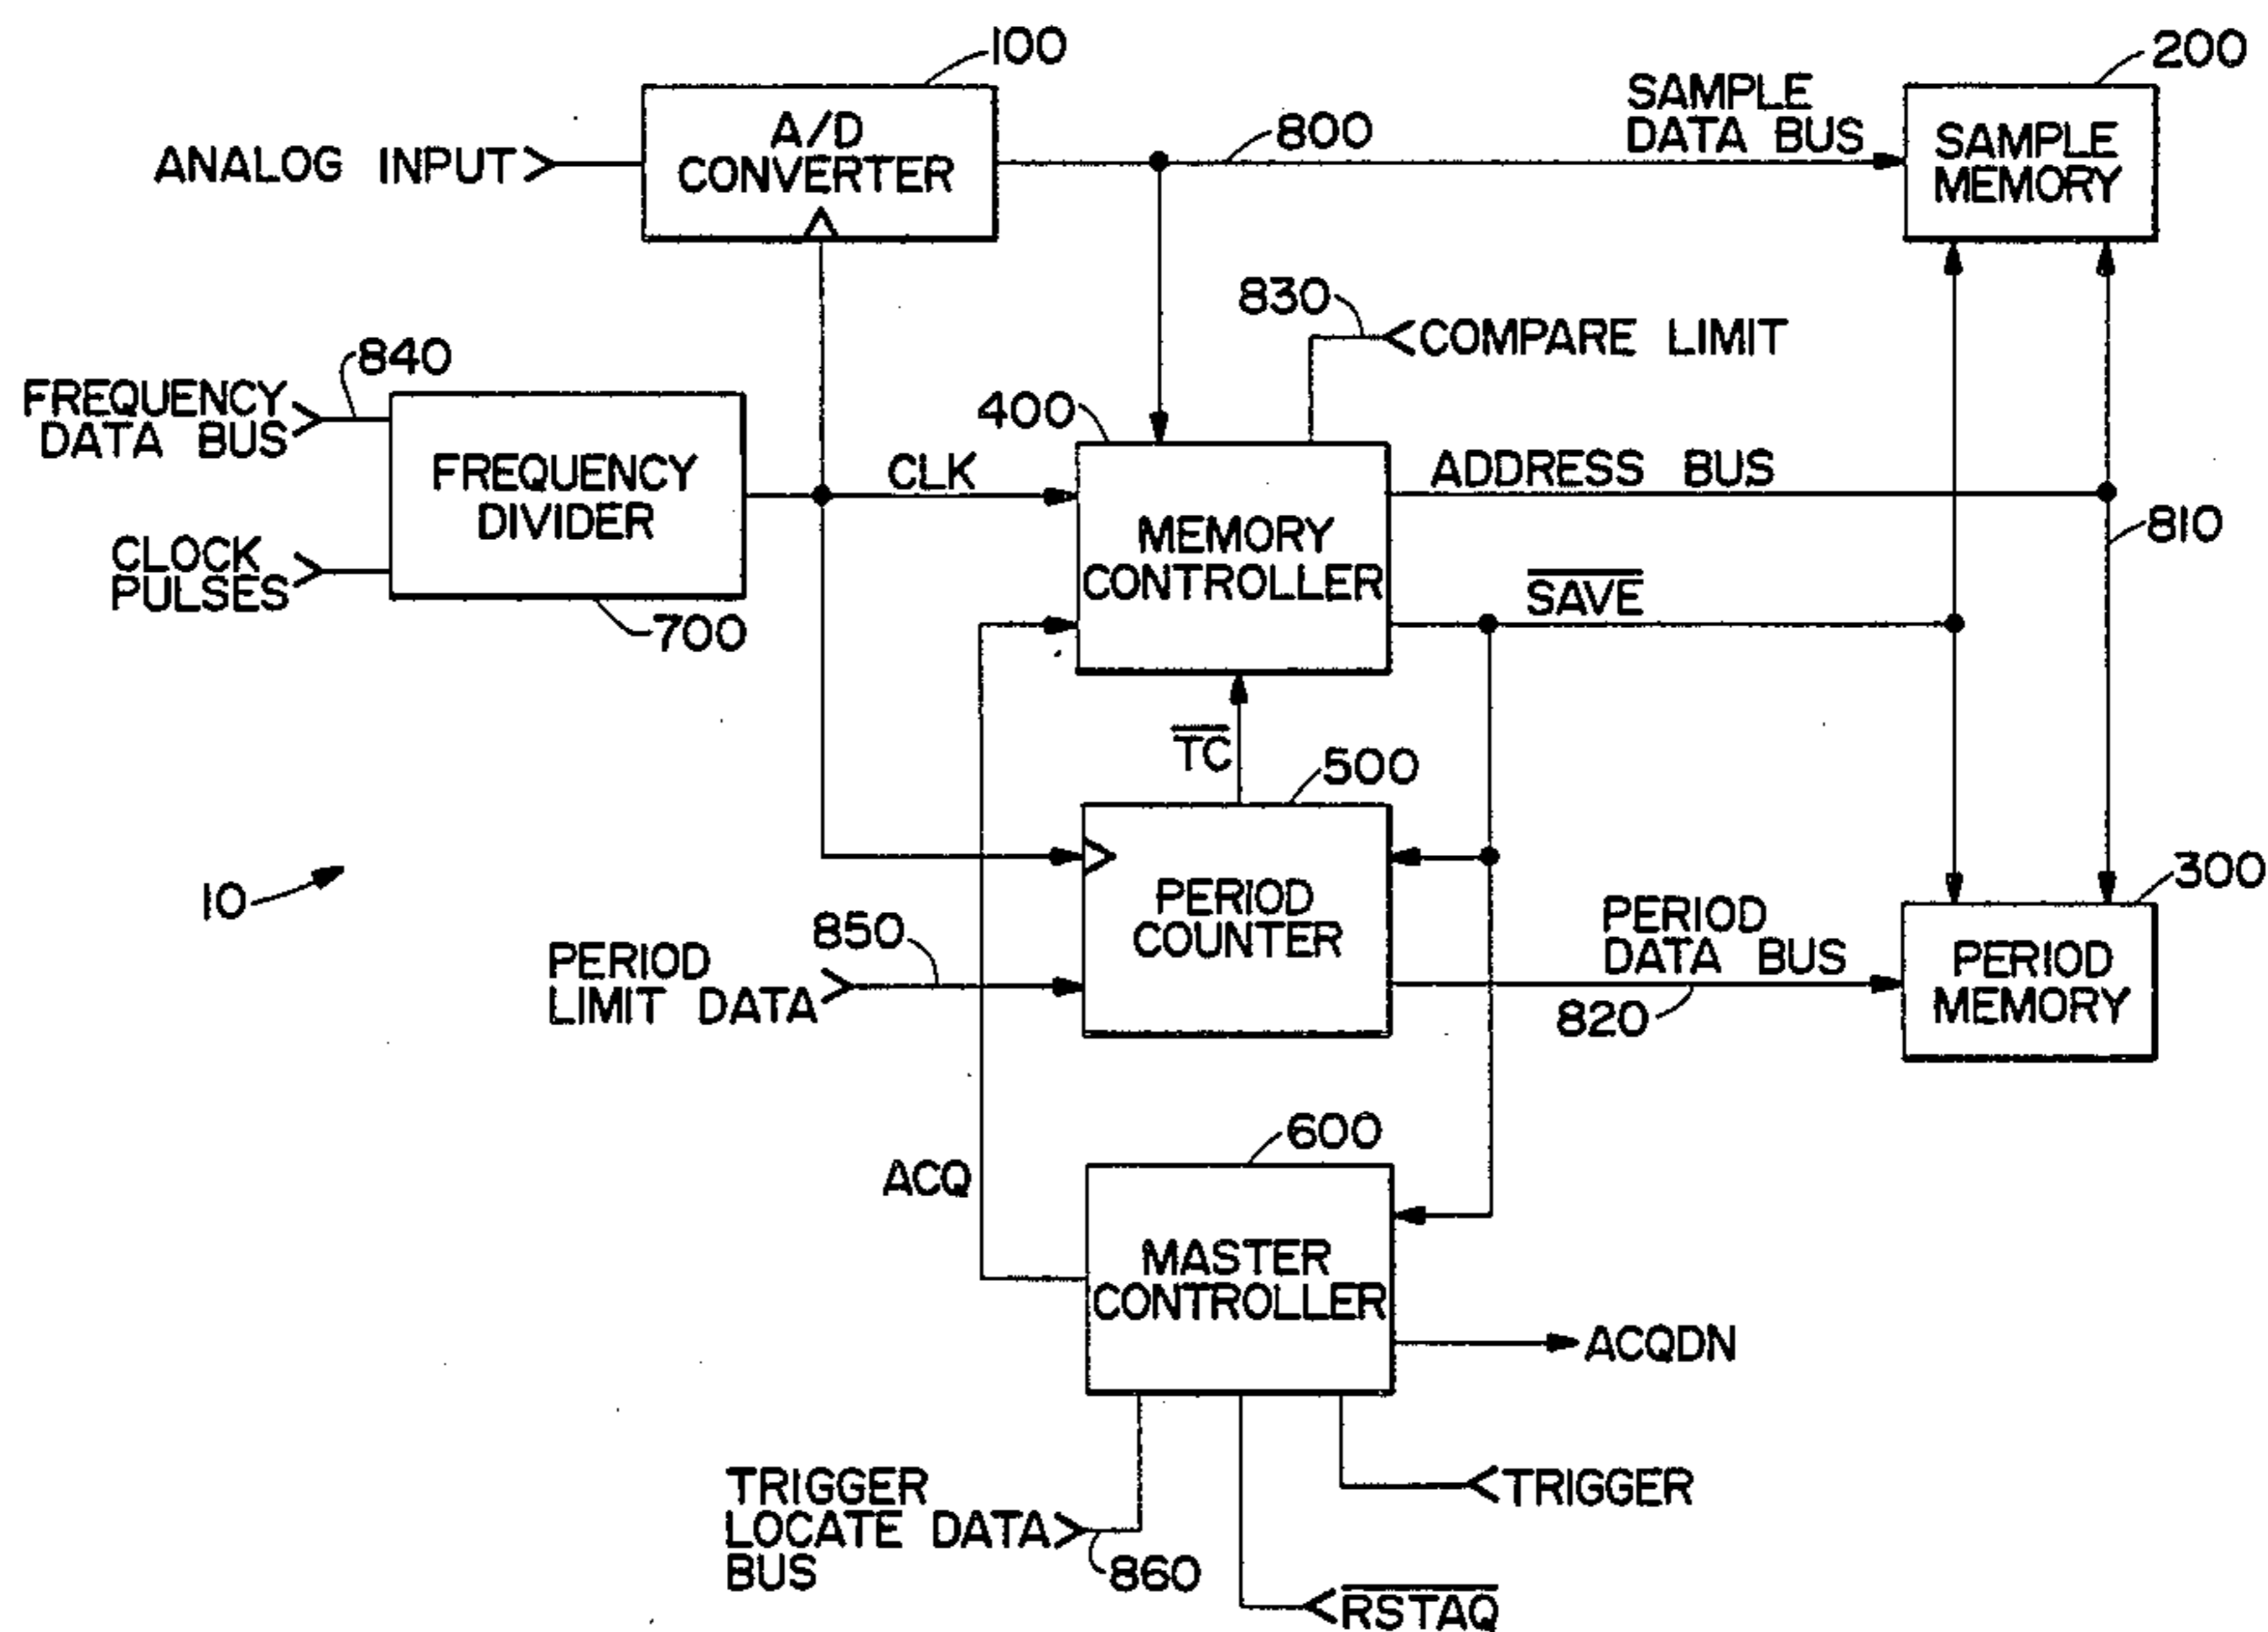 100
200
A/D
CONVERTER
ANALOG INPUT
800
SAMPLE
DATA BUS
SAMPLE
MEMORY
830
COMPARE LIMIT
840
FREQUENCY
DATA BUS
FREQUENCY
DIVIDER
CLOCK
PULSES
700
CLK
400
MEMORY
CONTROLLER
ADDRESS BUS
810
SAVE
TC
500
PERIOD
COUNTER
10
850
PERIOD
LIMIT DATA
PERIOD
DATA BUS
820
300
PERIOD
MEMORY
600
ACQ
MASTER
CONTROLLER
ACQDN
TRIGGER
LOCATE DATA
BUS
860
TRIGGER
RSTAQ